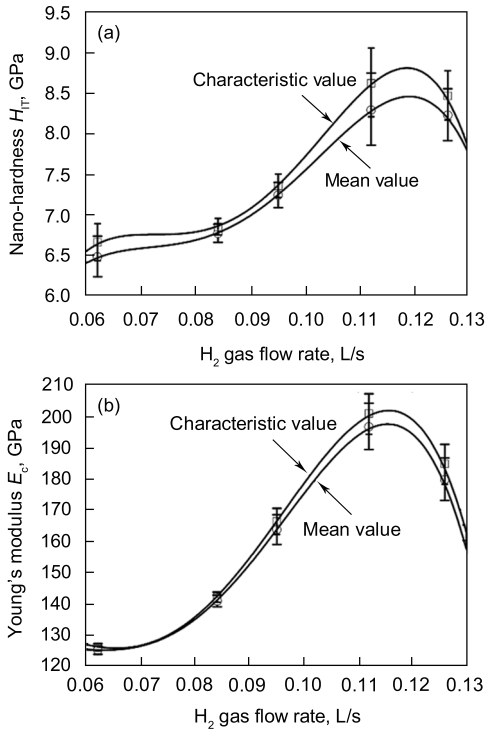 (a)
9.5
9.0
8.5
8.0
7.5
7.0
6.5
6.0
Nano-hardness H_IT, GPa
Characteristic value
Mean value
0.06 0.07 0.08 0.09 0.10 0.11 0.12 0.13
H₂ gas flow rate, L/s
(b)
210
200
190
180
170
160
150
140
130
120
Young's modulus E_c, GPa
Characteristic value
Mean value
0.06 0.07 0.08 0.09 0.10 0.11 0.12 0.13
H₂ gas flow rate, L/s